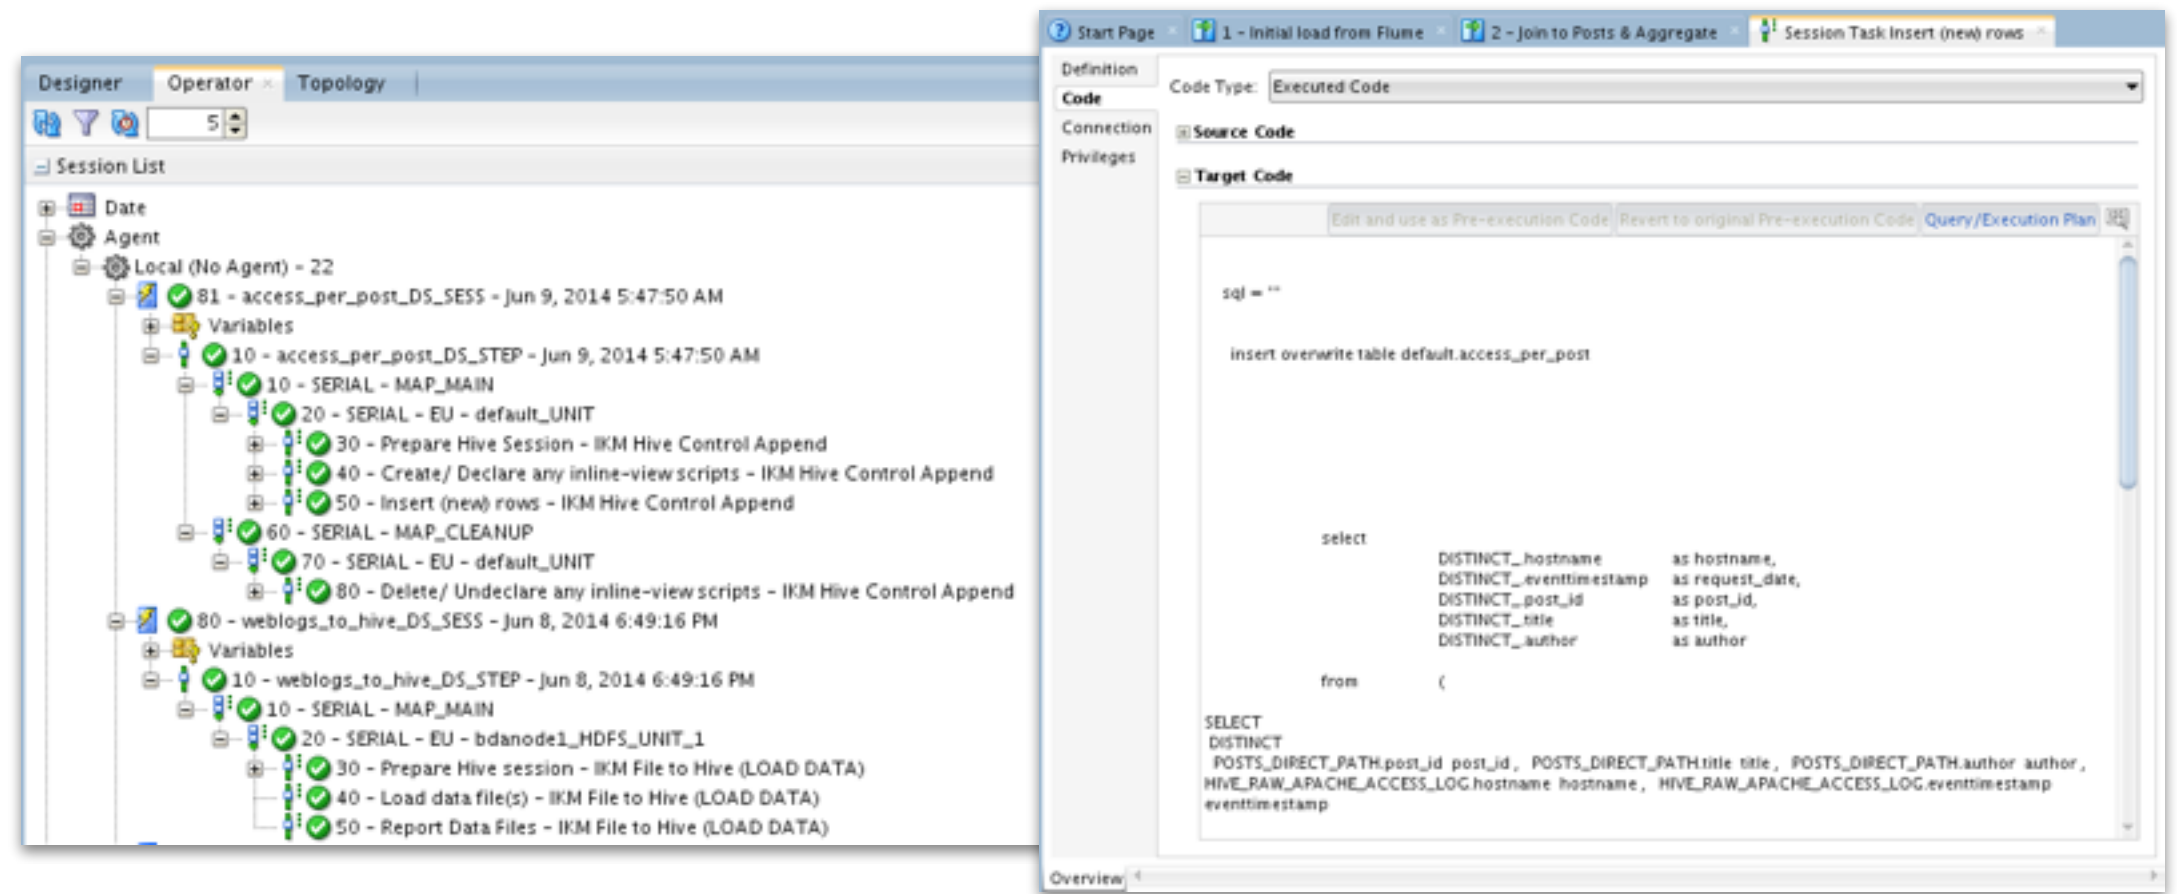 Designer Operator Topology
5
Session List
Date
Agent
Local (No Agent) - 22
81 - access_per_post_DS_SESS - Jun 9, 2014 5:47:50 AM
Variables
10 - access_per_post_DS_STEP - Jun 9, 2014 5:47:50 AM
10 - SERIAL - MAP_MAIN
20 - SERIAL - EU - default_UNIT
30 - Prepare Hive Session - IKM Hive Control Append
40 - Create/ Declare any inline-view scripts - IKM Hive Control Append
50 - Insert (new) rows - IKM Hive Control Append
60 - SERIAL - MAP_CLEANUP
70 - SERIAL - EU - default_UNIT
80 - Delete/ Undeclare any inline-view scripts - IKM Hive Control Append
80 - weblogs_to_hive_DS_SESS - Jun 8, 2014 6:49:16 PM
Variables
10 - weblogs_to_hive_DS_STEP - Jun 8, 2014 6:49:16 PM
10 - SERIAL - MAP_MAIN
20 - SERIAL - EU - bdanode1_HDFS_UNIT_1
30 - Prepare Hive session - IKM File to Hive (LOAD DATA)
40 - Load data file(s) - IKM File to Hive (LOAD DATA)
50 - Report Data Files - IKM File to Hive (LOAD DATA)
Start Page 1 - Initial load from Flume 2 - Join to Posts & Aggregate Session Task Insert (new) rows
Definition
Code
Connection
Privileges
Code Type: Executed Code
Source Code
Target Code
Edit and use as Pre-execution Code Revert to original Pre-execution Code Query/Execution Plan
sql = ""
insert overwrite table default.access_per_post
select
DISTINCT_.hostname as hostname,
DISTINCT_.eventtimestamp as request_date,
DISTINCT_.post_id as post_id,
DISTINCT_.title as title,
DISTINCT_.author as author
from (
SELECT
DISTINCT
POSTS_DIRECT_PATH.post_id post_id , POSTS_DIRECT_PATH.title title , POSTS_DIRECT_PATH.author author ,
HIVE_RAW_APACHE_ACCESS_LOG.hostname hostname , HIVE_RAW_APACHE_ACCESS_LOG.eventtimestamp
eventtimestamp
Overview